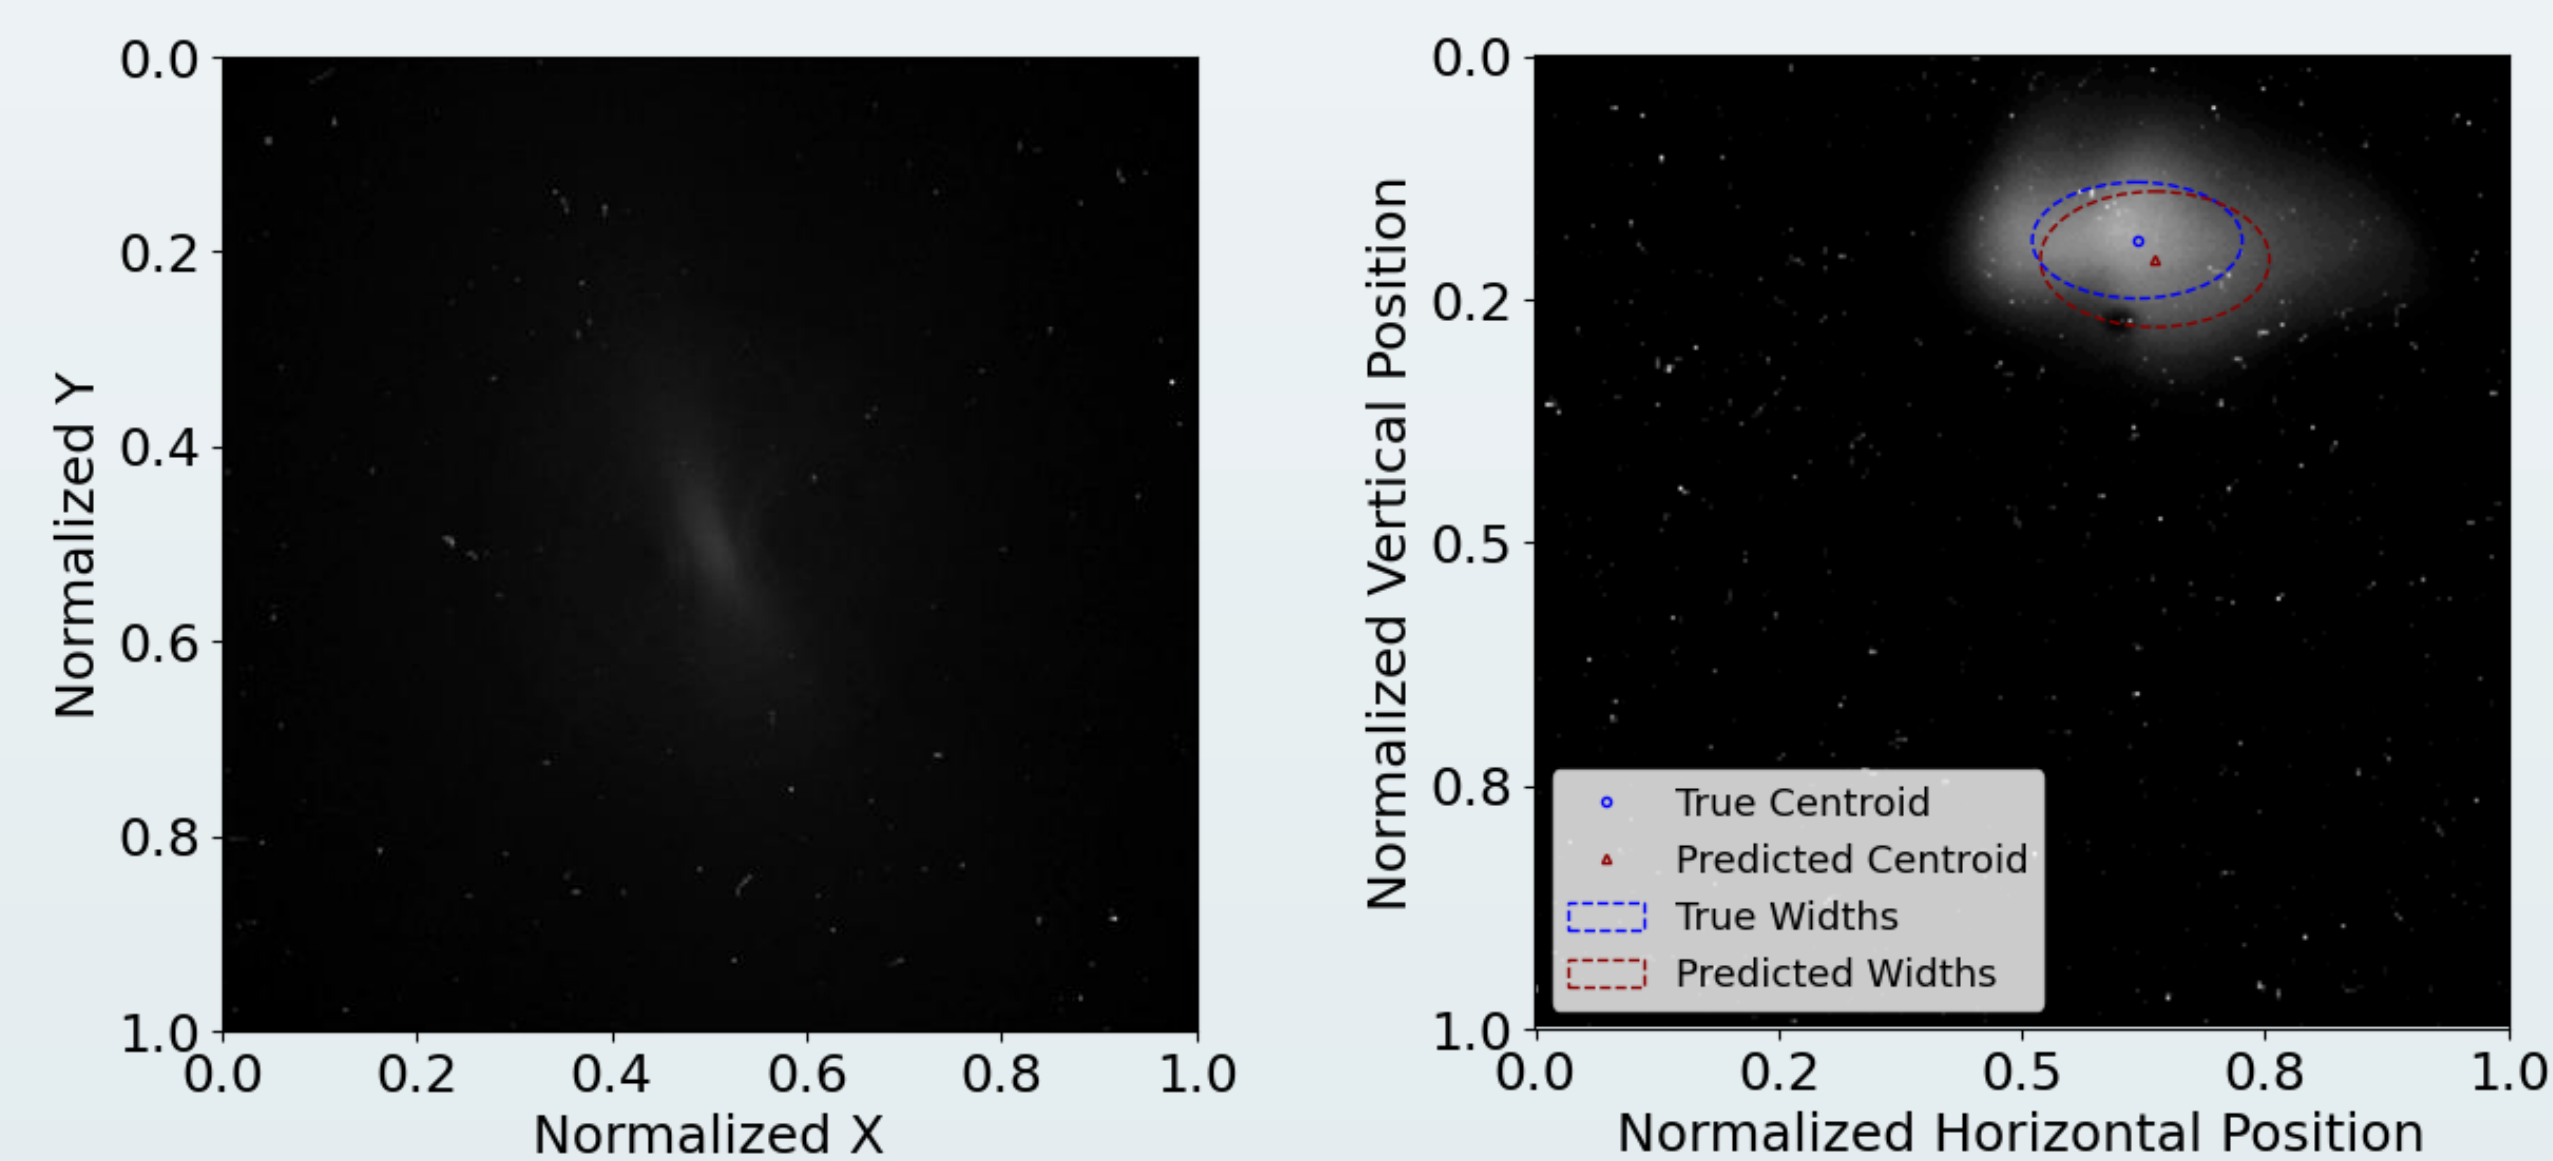 0.0
0.2
0.4
0.6
0.8
1.0
Normalized Y
0.0 0.2 0.4 0.6 0.8 1.0
Normalized X
0.0
0.2
0.5
0.8
1.0
Normalized Vertical Position
True Centroid
Predicted Centroid
True Widths
Predicted Widths
0.0 0.2 0.5 0.8 1.0
Normalized Horizontal Position